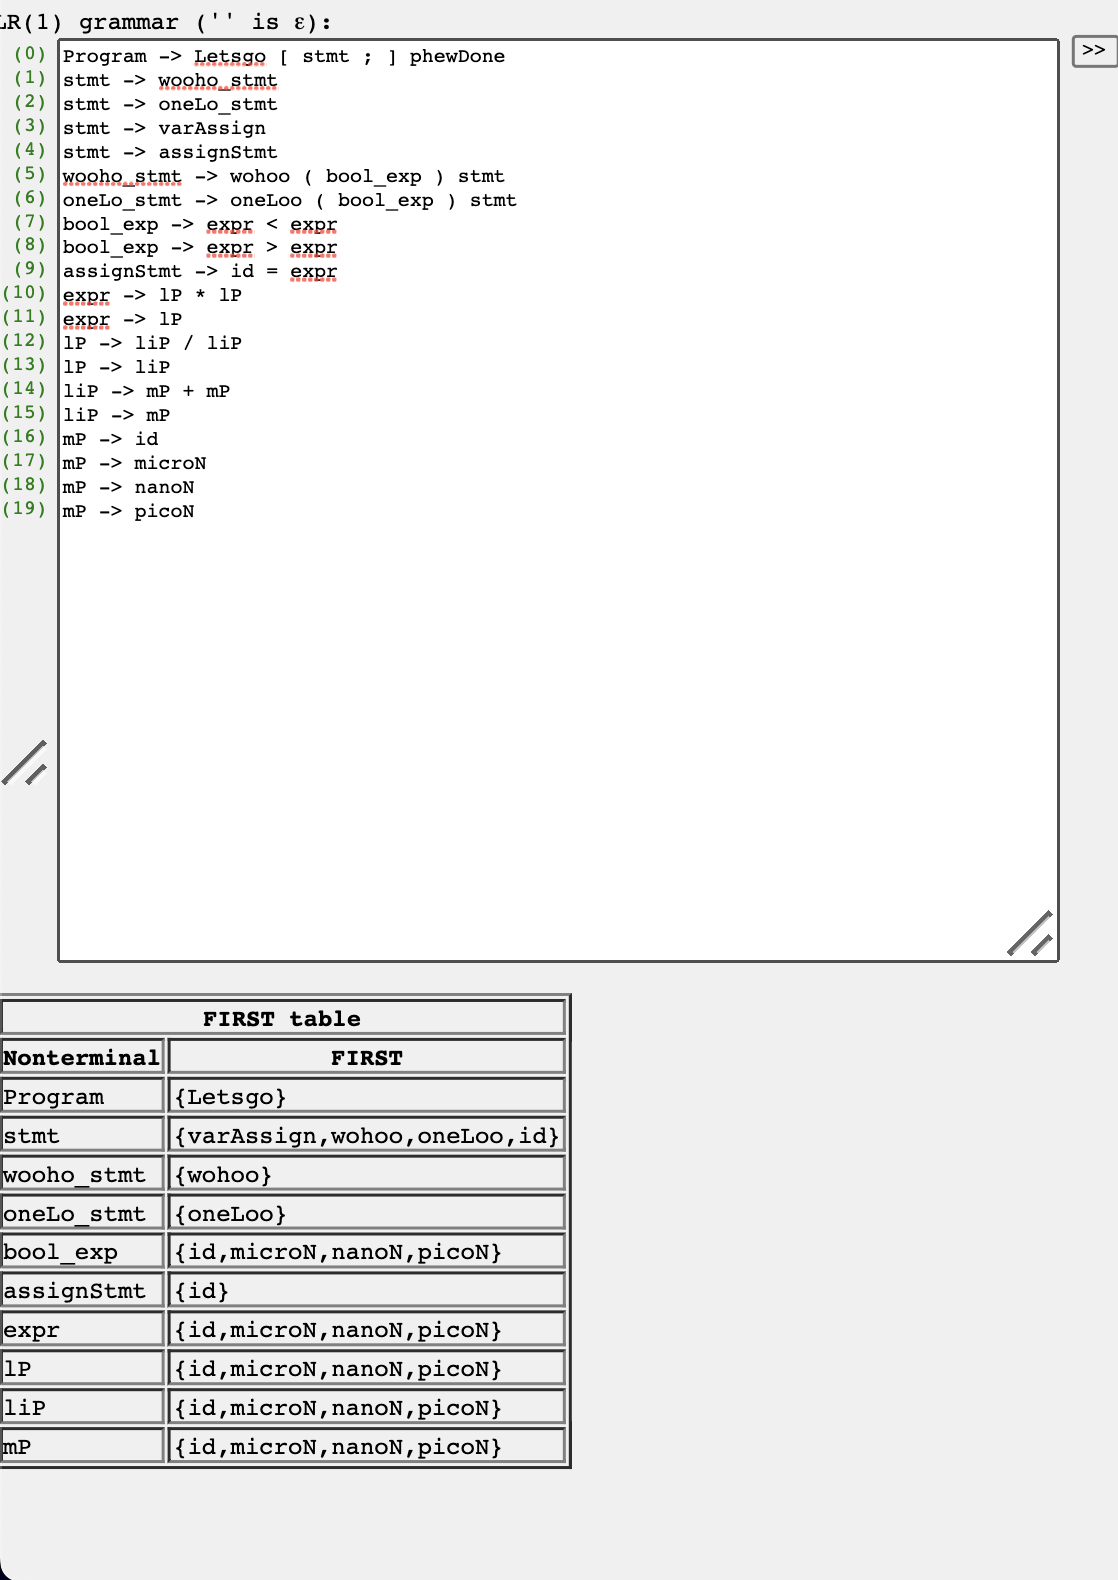 LR(1) grammar ('' is ε):
>>
(0) Program -> Letsgo [ stmt ; ] phewDone
(1) stmt -> wooho_stmt
(2) stmt -> oneLo_stmt
(3) stmt -> varAssign
(4) stmt -> assignStmt
(5) wooho_stmt -> wohoo ( bool_exp ) stmt
(6) oneLo_stmt -> oneLoo ( bool_exp ) stmt
(7) bool_exp -> expr < expr
(8) bool_exp -> expr > expr
(9) assignStmt -> id = expr
(10) expr -> lP * lP
(11) expr -> lP
(12) lP -> liP / liP
(13) lP -> liP
(14) liP -> mP + mP
(15) liP -> mP
(16) mP -> id
(17) mP -> microN
(18) mP -> nanoN
(19) mP -> picoN
FIRST table
Nonterminal FIRST
Program {Letsgo}
stmt {varAssign,wohoo,oneLoo,id}
wooho_stmt {wohoo}
oneLo_stmt {oneLoo}
bool_exp {id,microN,nanoN,picoN}
assignStmt {id}
expr {id,microN,nanoN,picoN}
lP {id,microN,nanoN,picoN}
liP {id,microN,nanoN,picoN}
mP {id,microN,nanoN,picoN}